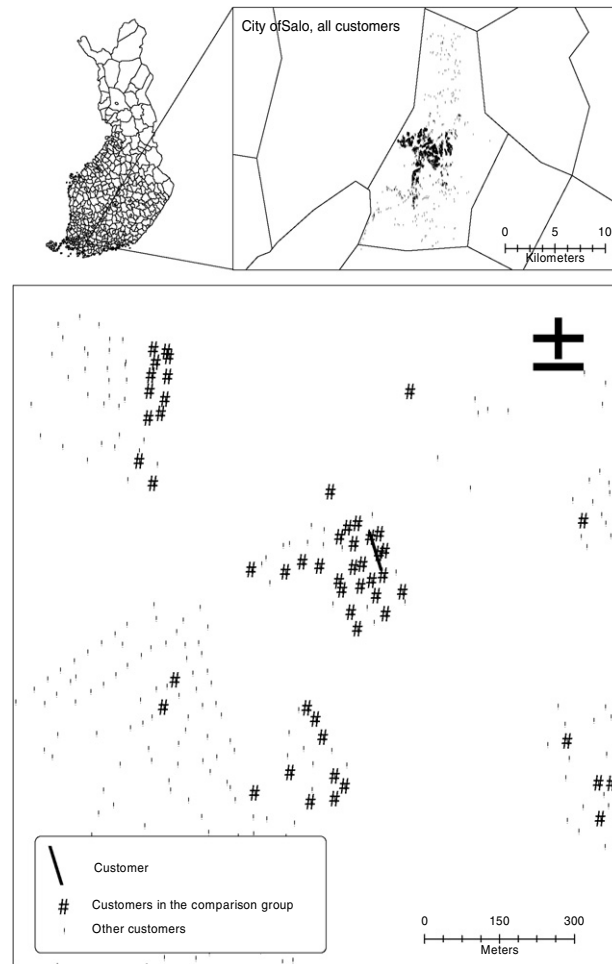 City ofSalo, all customers
0 5 10
Kilometers
Customer
# Customers in the comparison group
Other customers
0 150 300
Meters